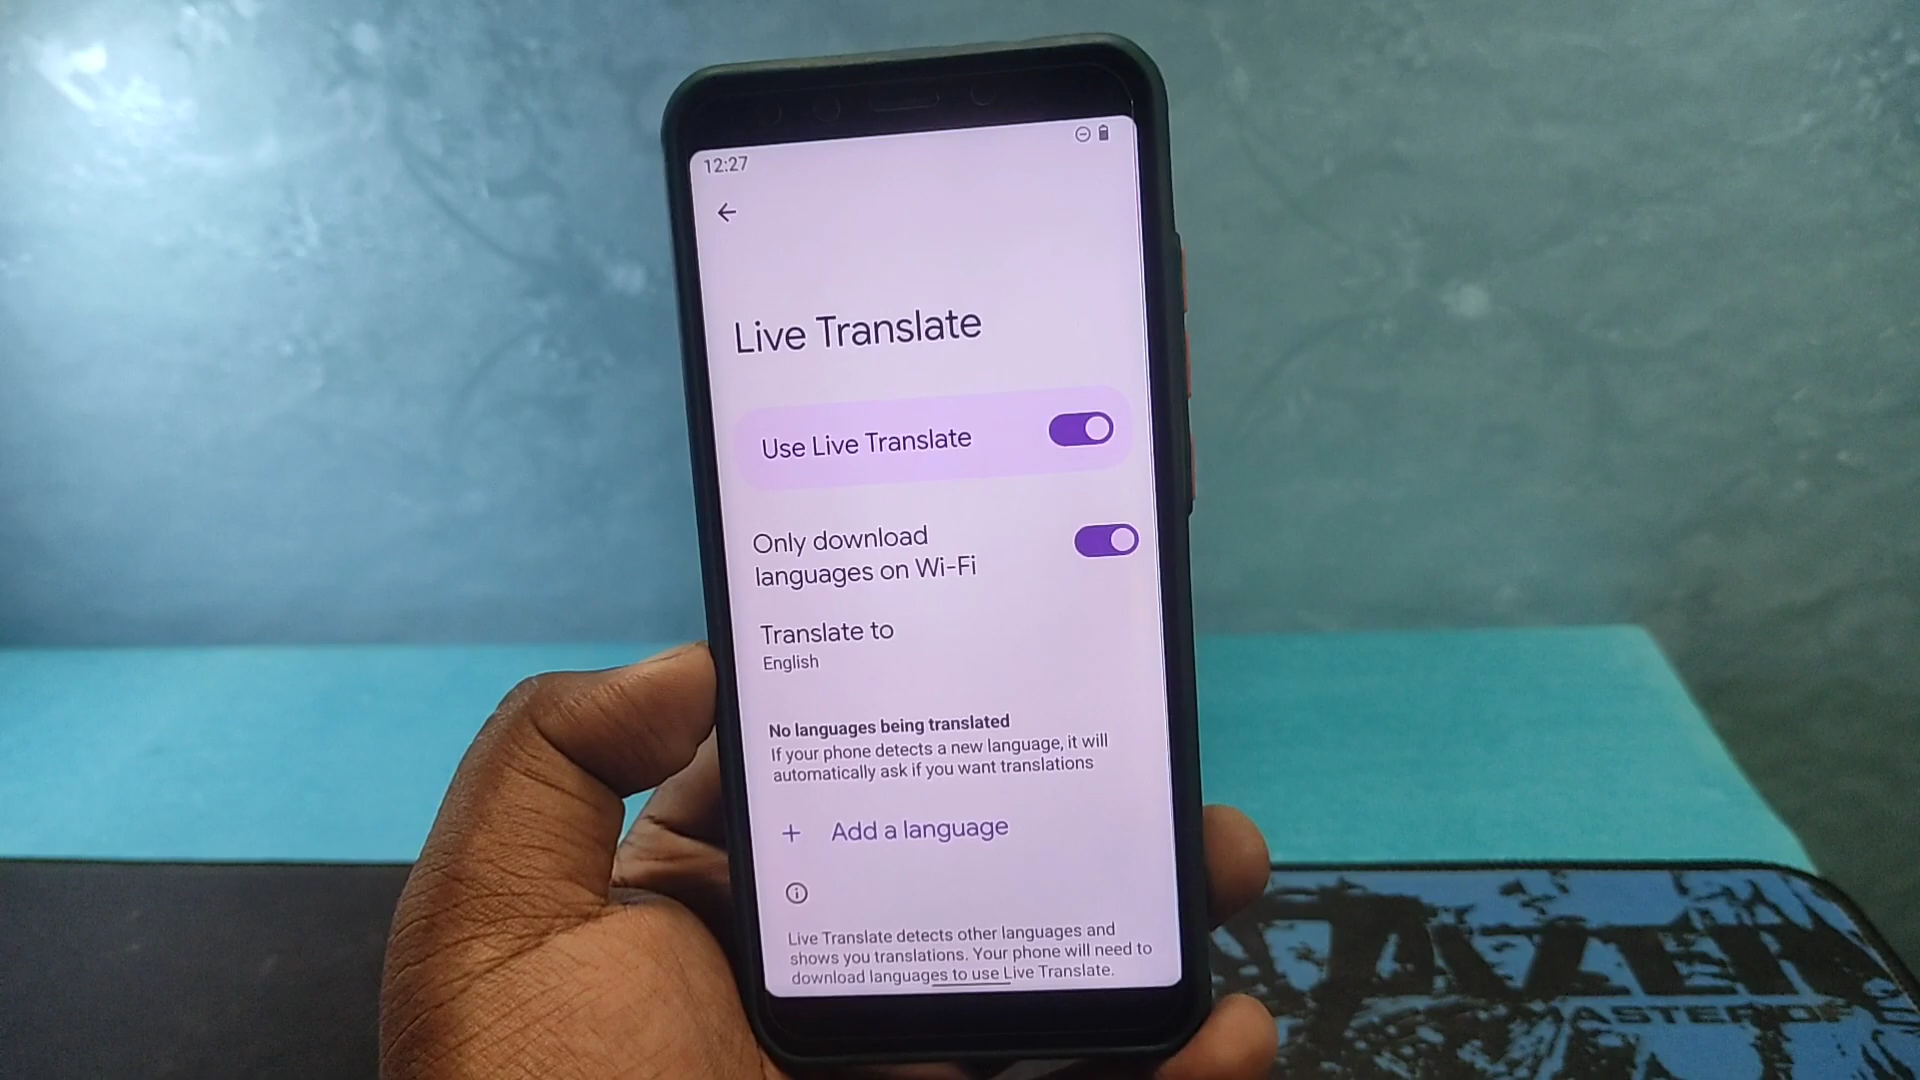 12:27
Live Translate
Use Live Translate
Only download
languages on Wi-Fi
Translate to
English
No languages being translated
If your phone detects a new language, it will
automatically ask if you want translations
+ Add a language
Live Translate detects other languages and
shows you translations. Your phone will need to
download languages to use Live Translate.
MASTER OF